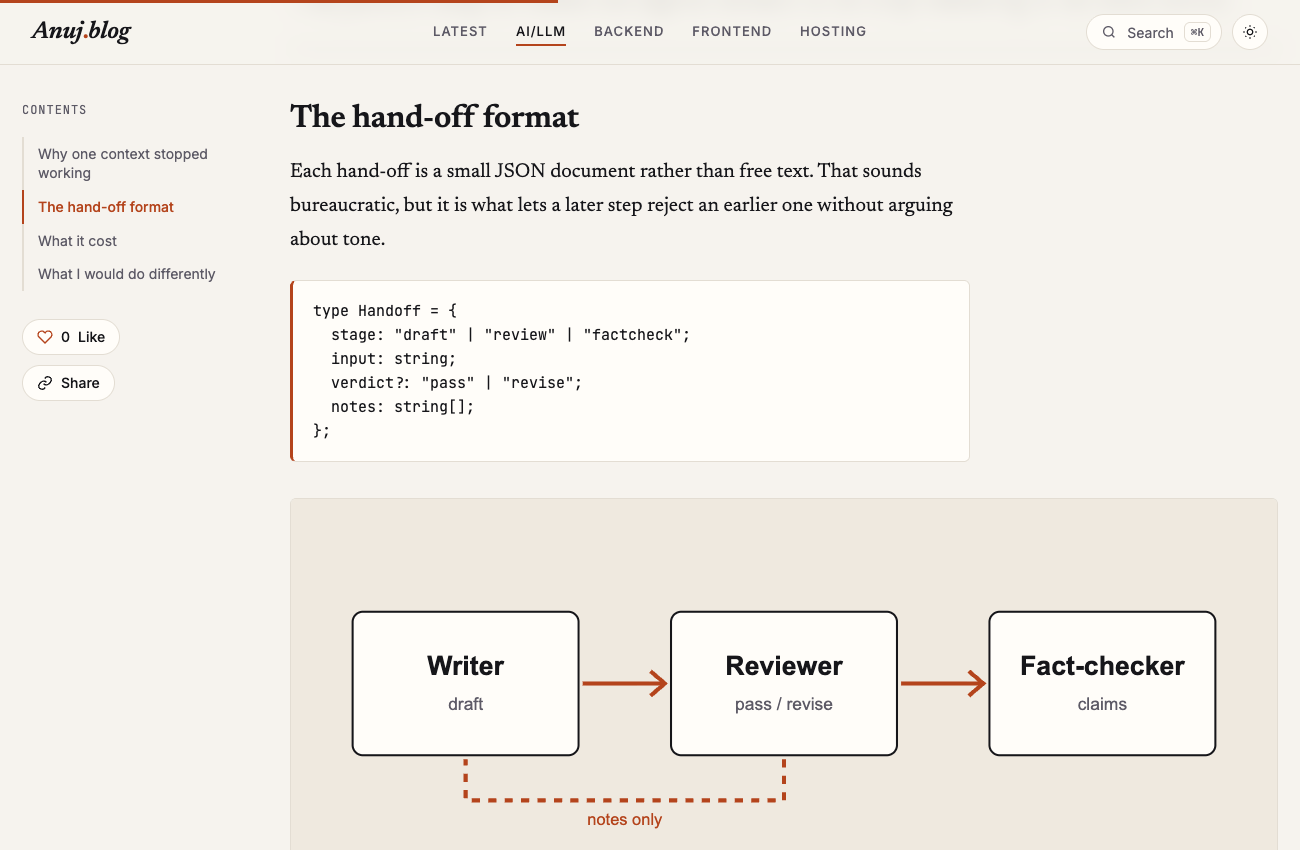 Anuj.blog
LATEST
AI/LLM
BACKEND
FRONTEND
HOSTING
Search
⌘K
CONTENTS
Why one context stopped
working
The hand-off format
What it cost
What I would do differently
0 Like
Share
The hand-off format
Each hand-off is a small JSON document rather than free text. That sounds
bureaucratic, but it is what lets a later step reject an earlier one without arguing
about tone.
type Handoff = {
  stage: "draft" | "review" | "factcheck";
  input: string;
  verdict?: "pass" | "revise";
  notes: string[];
};
Writer
draft
Reviewer
pass / revise
Fact-checker
claims
notes only